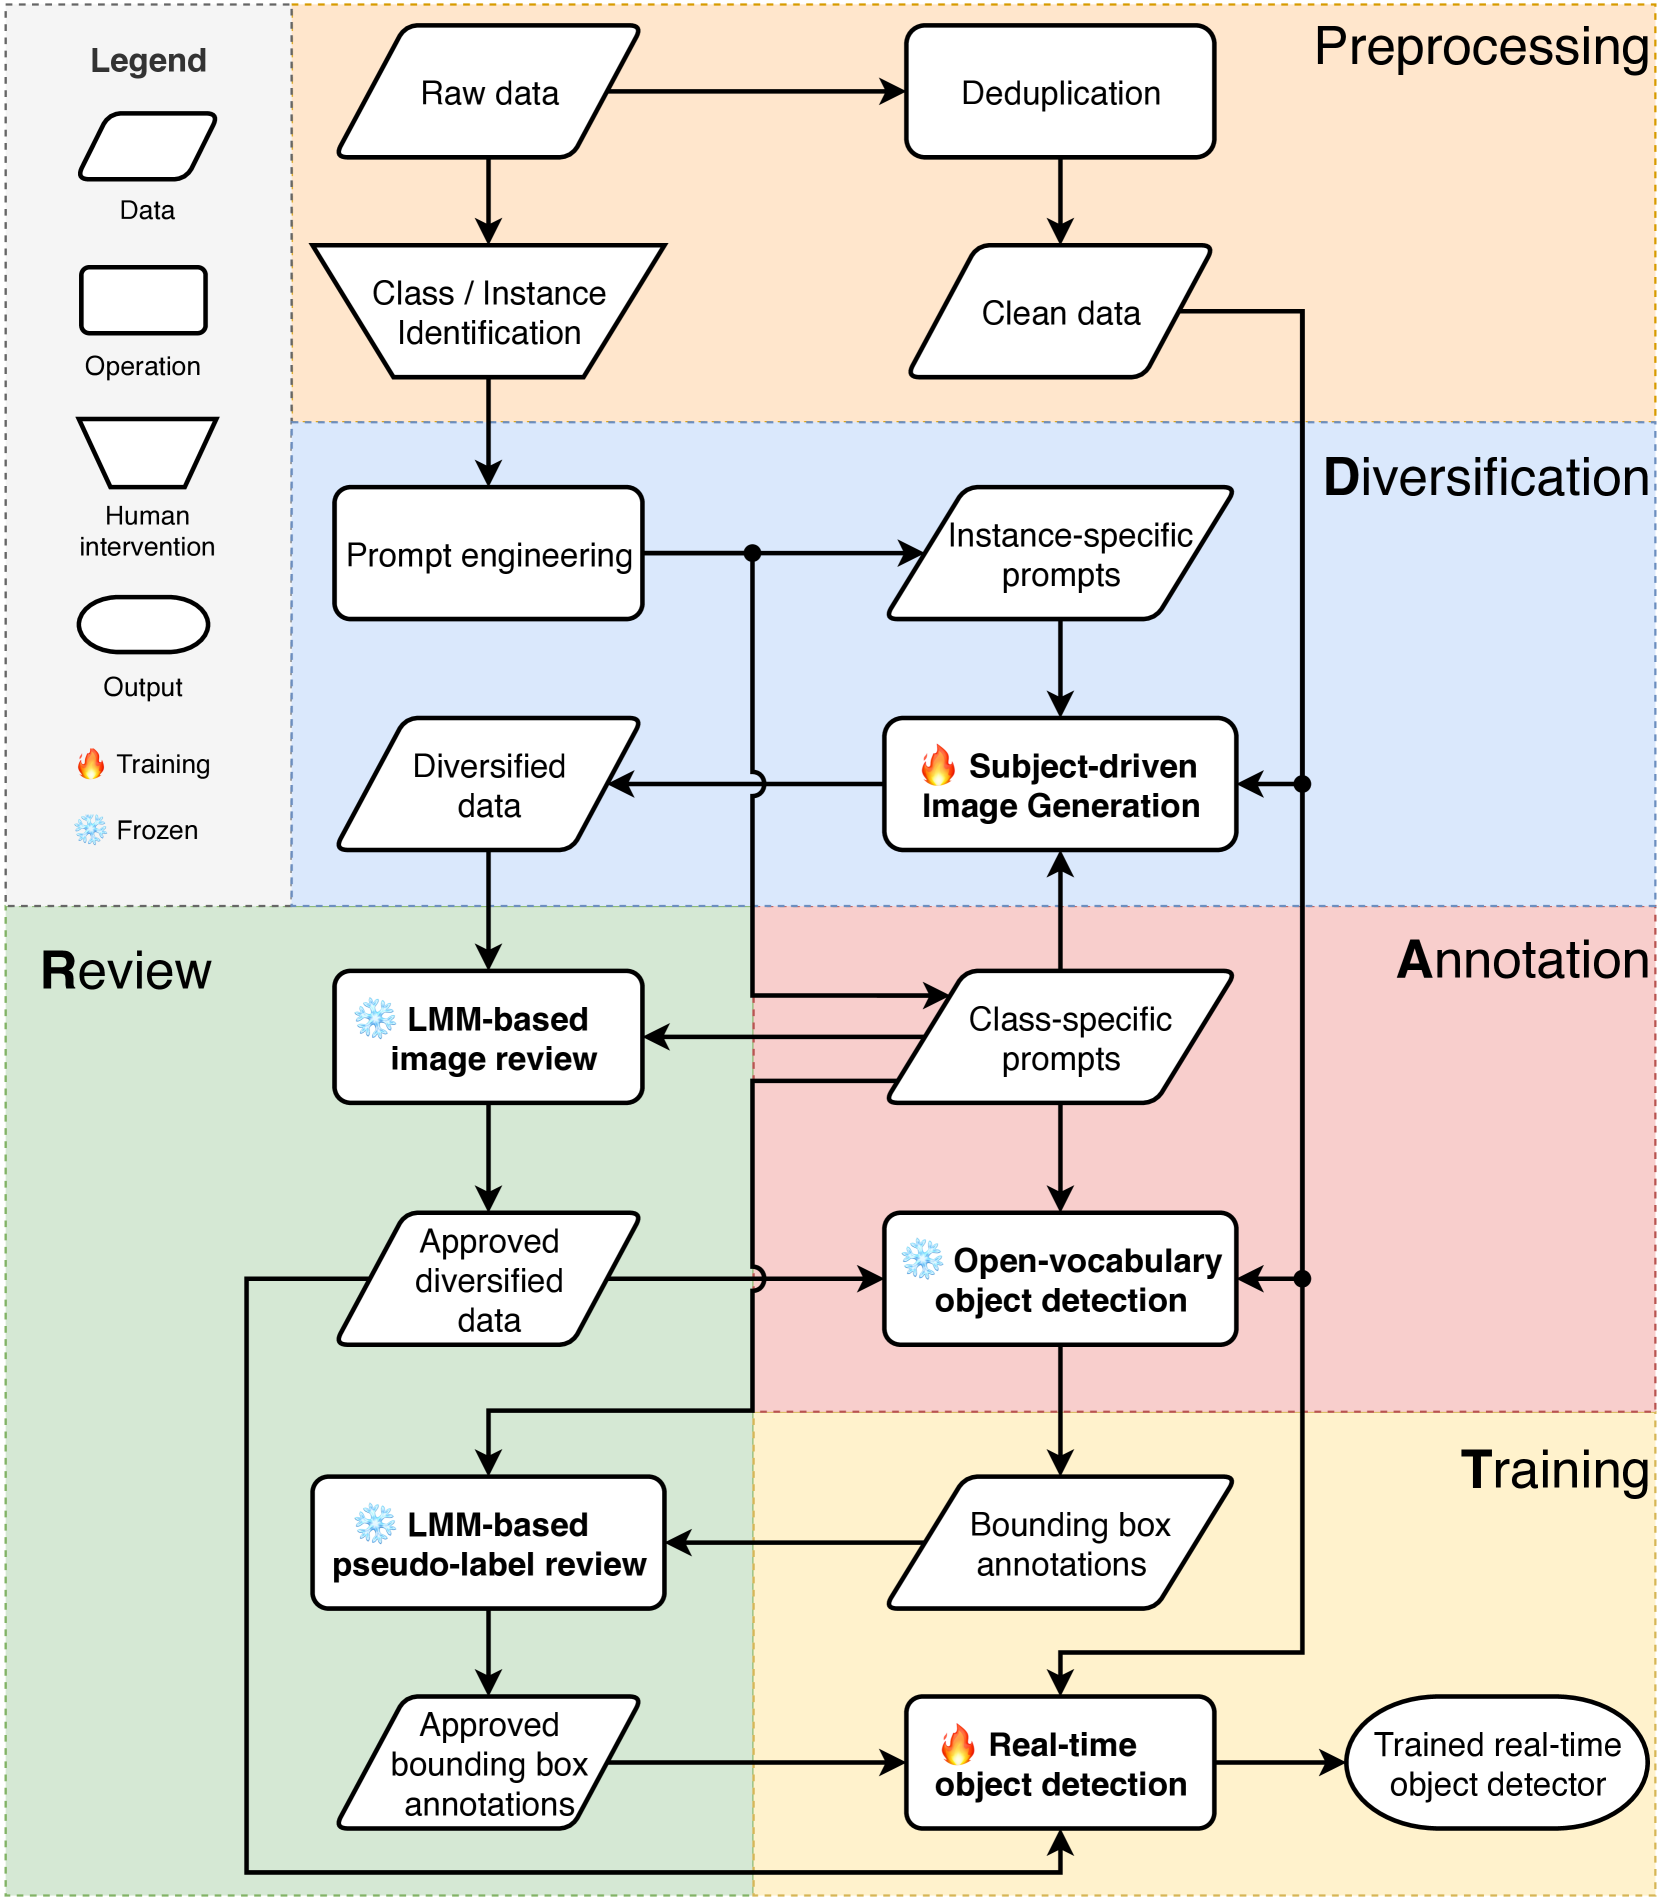 Legend
Data
Operation
Human
intervention
Output
Training
Frozen
Preprocessing
Raw data
Deduplication
Class / Instance
Identification
Clean data
Diversification
Prompt engineering
Instance-specific
prompts
Diversified
data
Subject-driven
Image Generation
Review
Annotation
LMM-based
image review
Class-specific
prompts
Approved
diversified
data
Open-vocabulary
object detection
Training
LMM-based
pseudo-label review
Bounding box
annotations
Approved
bounding box
annotations
Real-time
object detection
Trained real-time
object detector